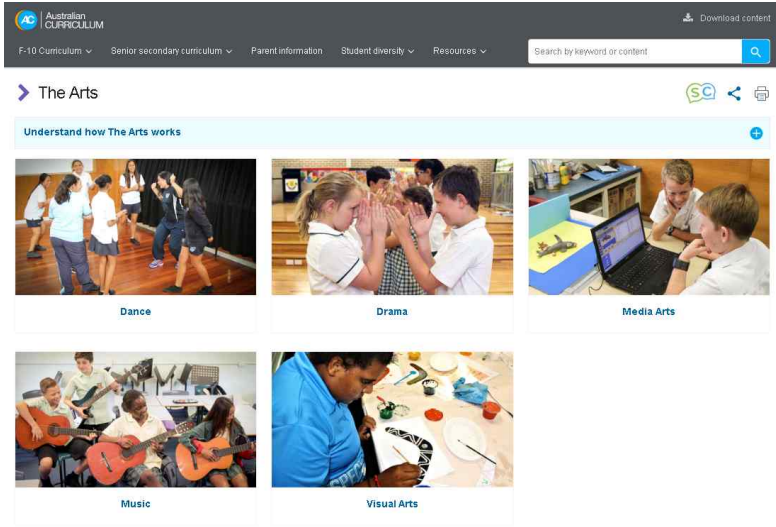 AC
Australian
CURRICULUM
Download content
F-10 Curriculum
Senior secondary curriculum
Parent information
Student diversity
Resources
Search by keyword or content
The Arts
SC
Understand how The Arts works
Dance
Drama
Media Arts
Music
Visual Arts